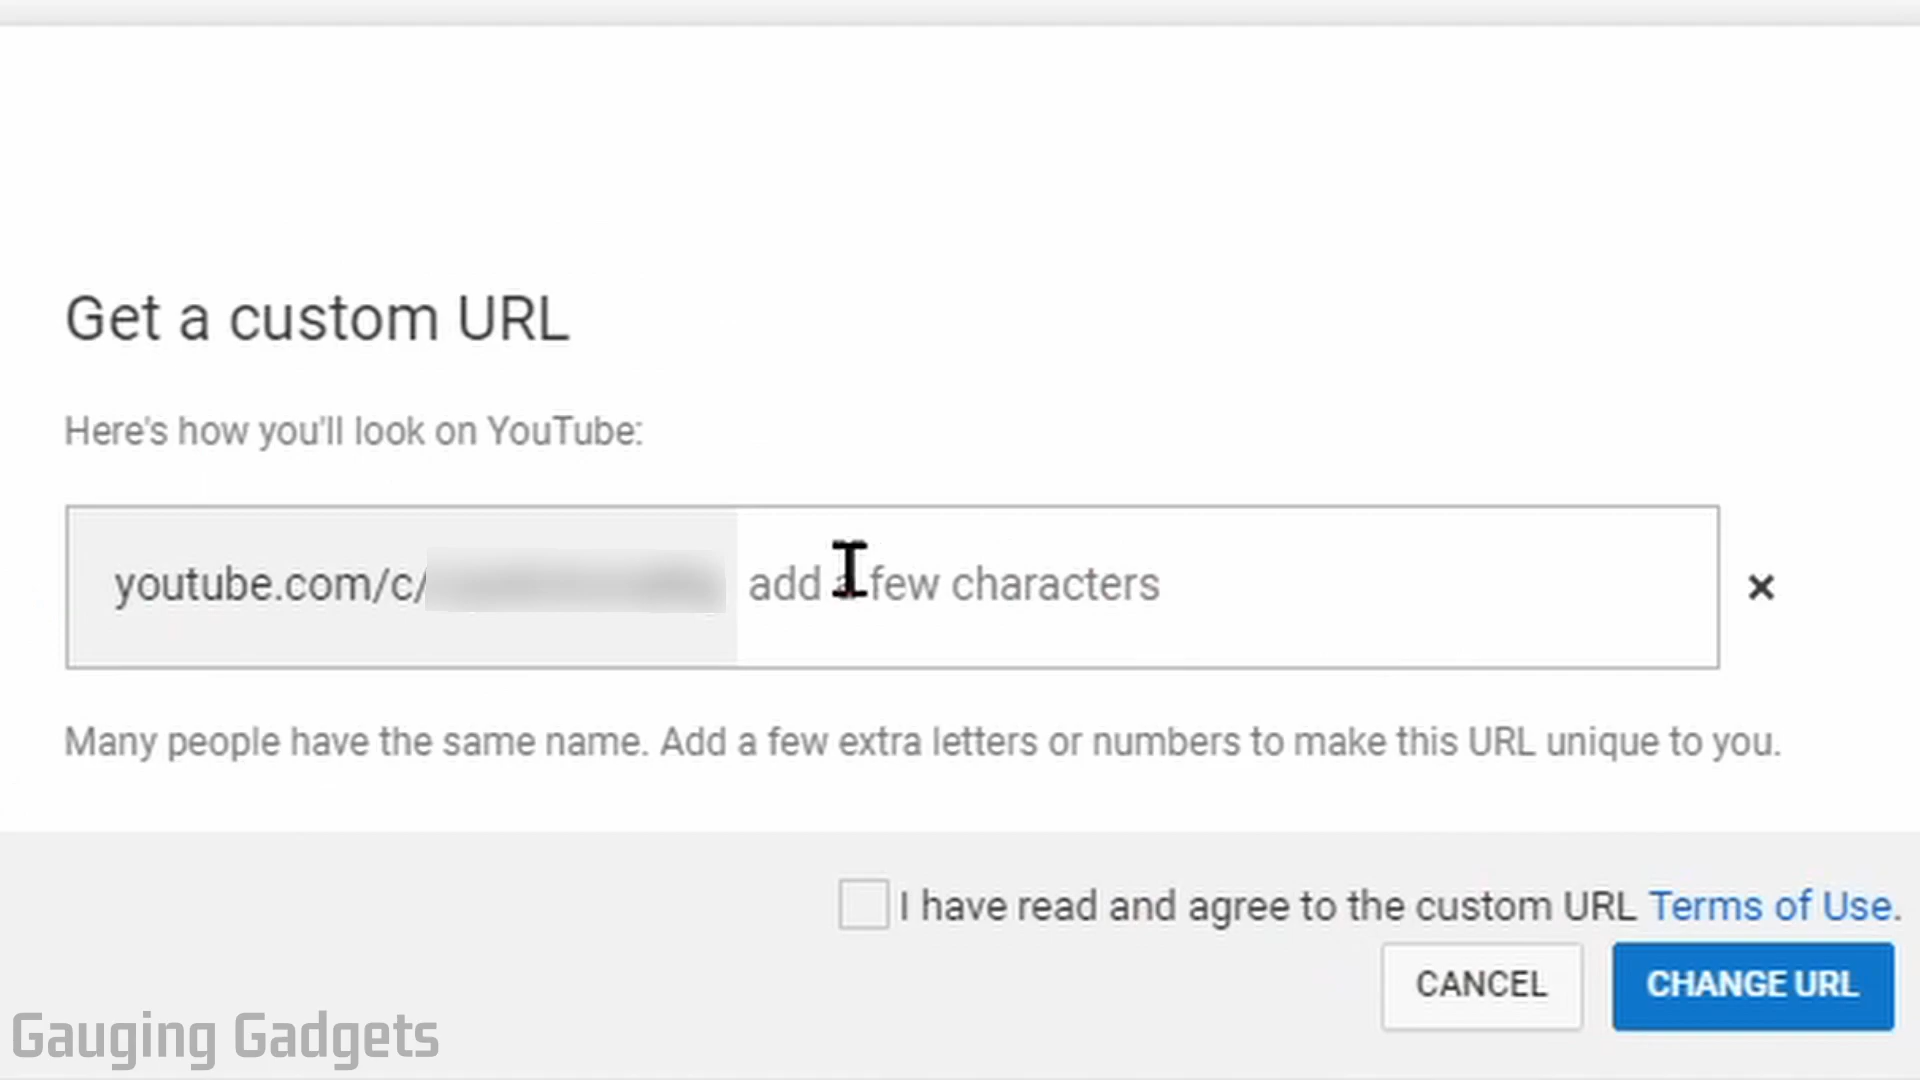 Get a custom URL
Here's how you'll look on YouTube:
youtube.com/c/ add a few characters ×
Many people have the same name. Add a few extra letters or numbers to make this URL unique to you.
I have read and agree to the custom URL Terms of Use.
CANCEL CHANGE URL
Gauging Gadgets